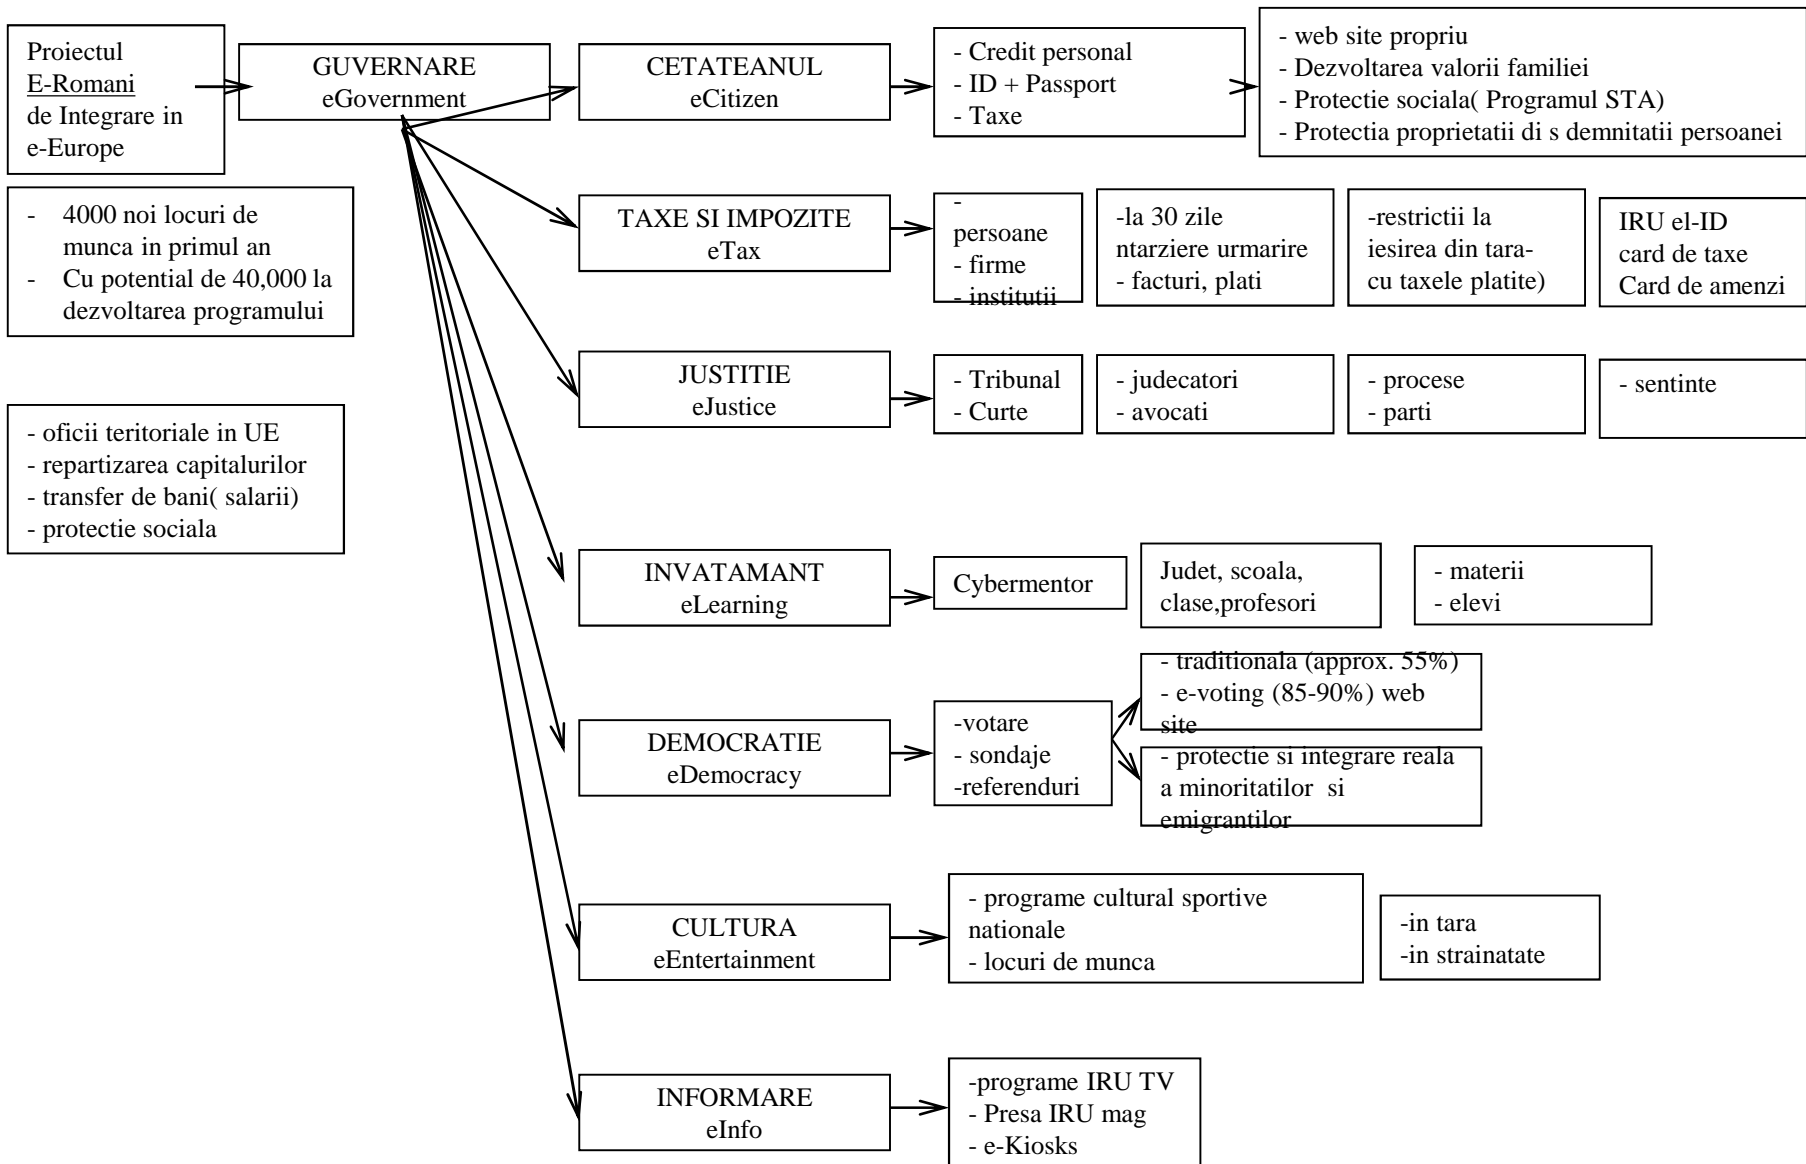 Proiectul
E-Romani
de Integrare in
e-Europe
GUVERNARE
eGovernment
CETATEANUL
eCitizen
- Credit personal
- ID + Passport
- Taxe
- web site propriu
- Dezvoltarea valorii familiei
- Protectie sociala( Programul STA)
- Protectia proprietatii di s demnitatii persoanei
- 4000 noi locuri de
munca in primul an
- Cu potential de 40,000 la
dezvoltarea programului
TAXE SI IMPOZITE
eTax
-
persoane
- firme
- institutii
-la 30 zile
ntarziere urmarire
- facturi, plati
-restrictii la
iesirea din tara-
cu taxele platite)
IRU el-ID
card de taxe
Card de amenzi
JUSTITIE
eJustice
- Tribunal
- Curte
- judecatori
- avocati
- procese
- parti
- sentinte
- oficii teritoriale in UE
- repartizarea capitalurilor
- transfer de bani( salarii)
- protectie sociala
INVATAMANT
eLearning
Cybermentor
Judet, scoala,
clase,profesori
- materii
- elevi
DEMOCRATIE
eDemocracy
-votare
- sondaje
-referenduri
- traditionala (approx. 55%)
- e-voting (85-90%) web
site
- protectie si integrare reala
a minoritatilor  si
emigrantilor
CULTURA
eEntertainment
- programe cultural sportive
nationale
- locuri de munca
-in tara
-in strainatate
INFORMARE
eInfo
-programe IRU TV
- Presa IRU mag
- e-Kiosks